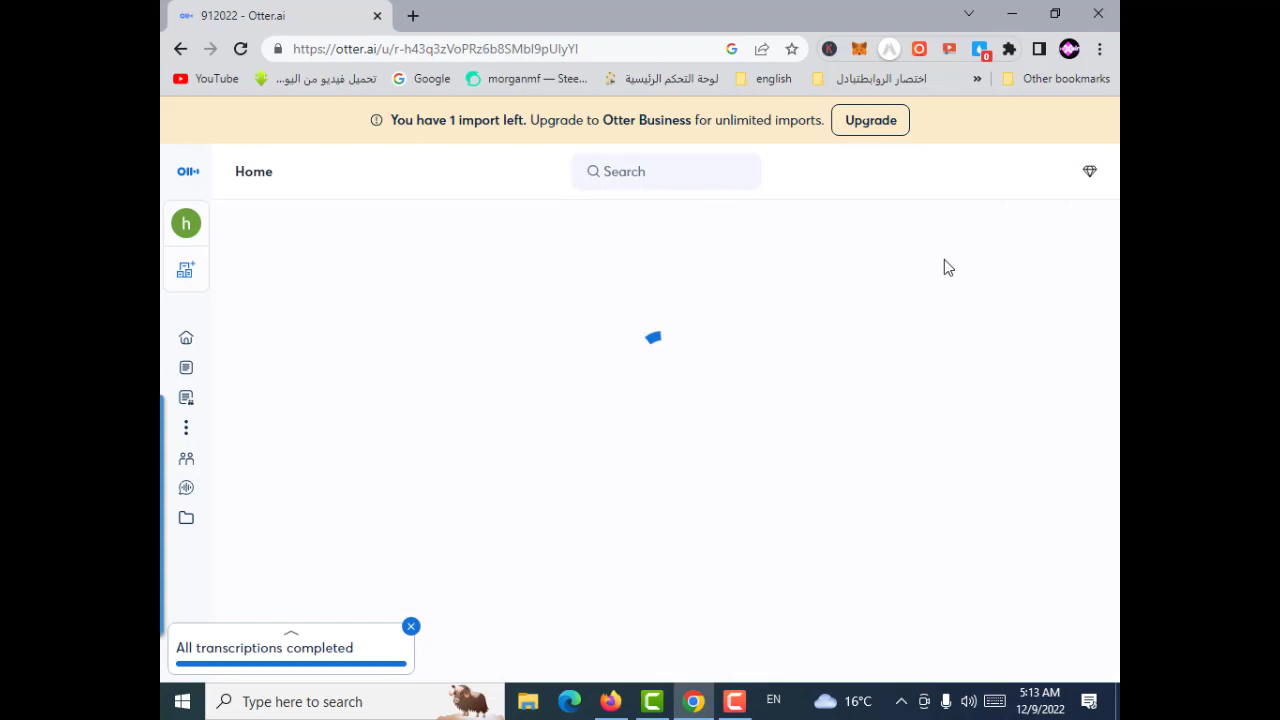 912022 - Otter.ai
https://otter.ai/u/r-h43q3zVoPRz6b8SMbI9pUlyYI
YouTube
تحميل فيديو من اليو...
Google
morganmf — Stee...
لوحة التحكم الرئيسية
english
اختصار الروابطتبادل
»
Other bookmarks
You have 1 import left. Upgrade to Otter Business for unlimited imports.
Upgrade
Home
Search
h
All transcriptions completed
Type here to search
EN
16°C
5:13 AM
12/9/2022
0
K